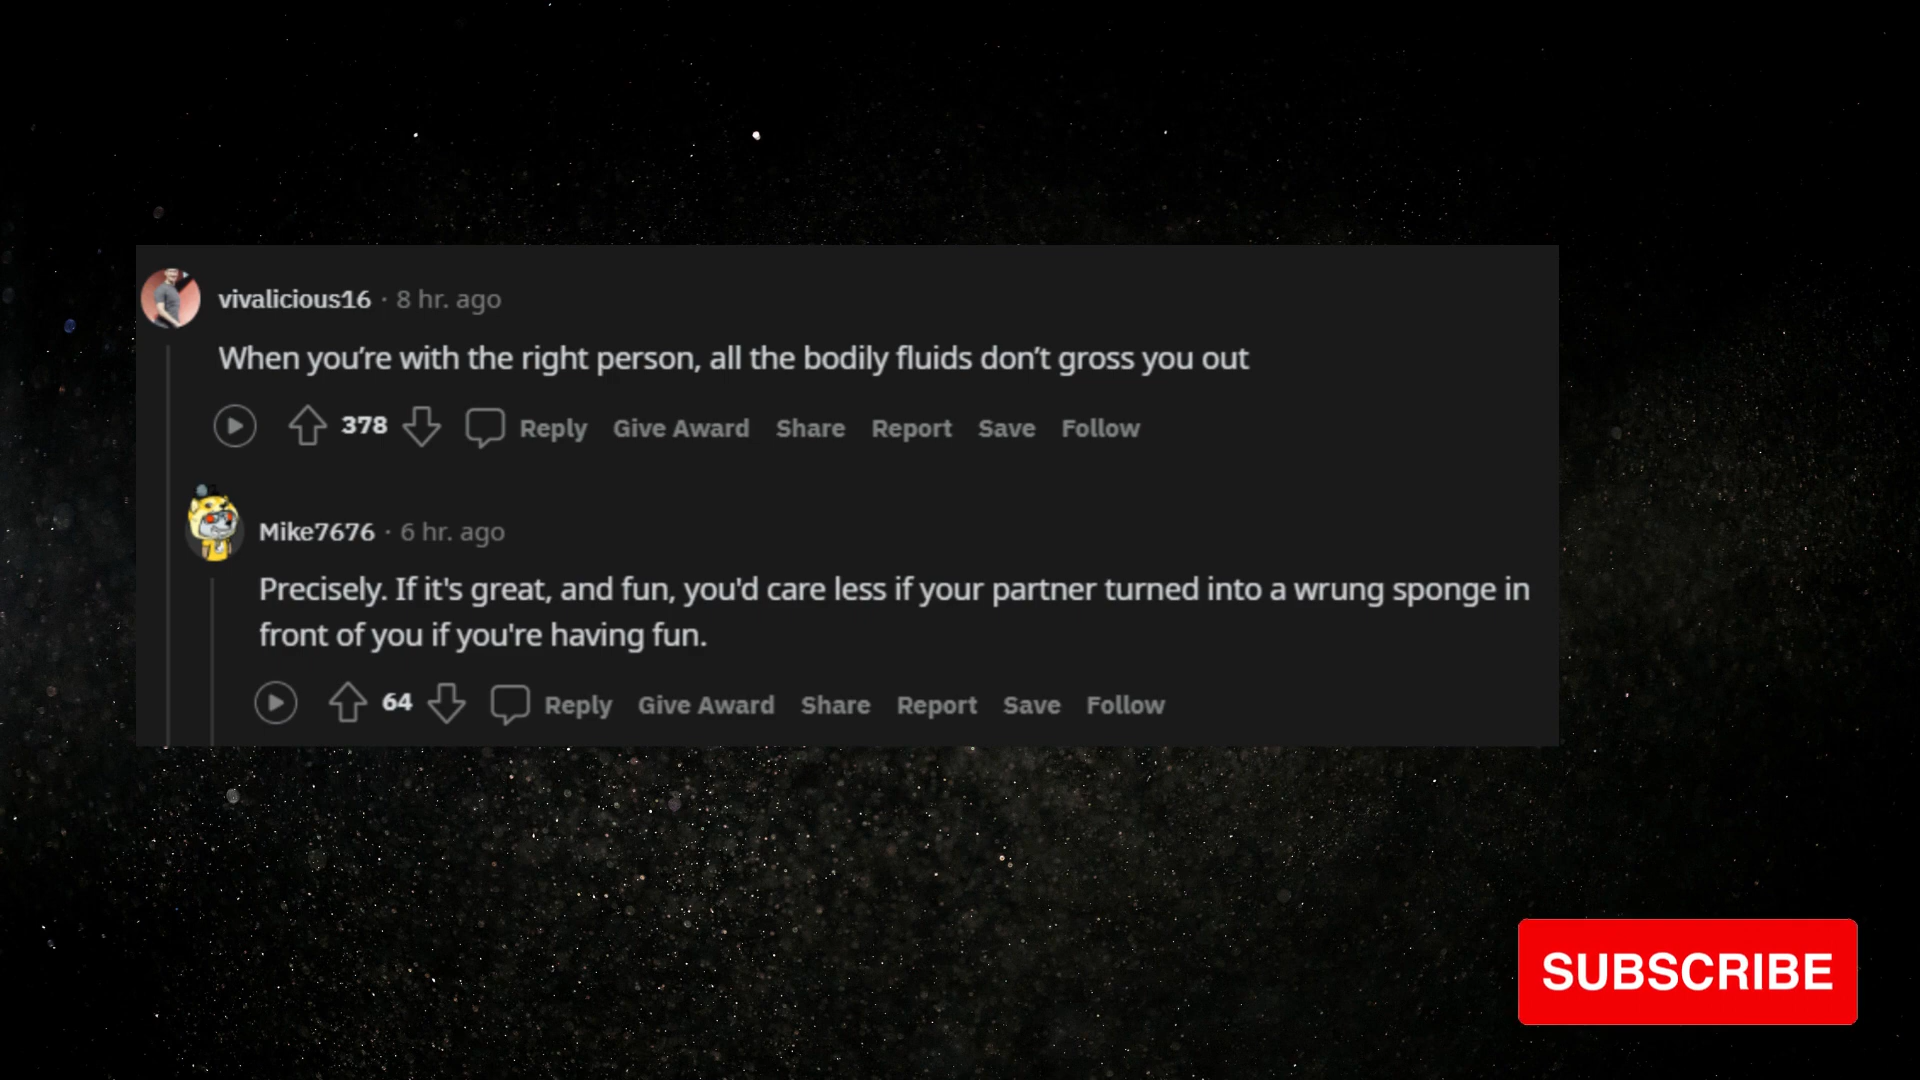 vivalicious16 · 8 hr. ago
When you’re with the right person, all the bodily fluids don’t gross you out
378 Reply Give Award Share Report Save Follow
Mike7676 · 6 hr. ago
Precisely. If it's great, and fun, you'd care less if your partner turned into a wrung sponge in
front of you if you're having fun.
64 Reply Give Award Share Report Save Follow
SUBSCRIBE